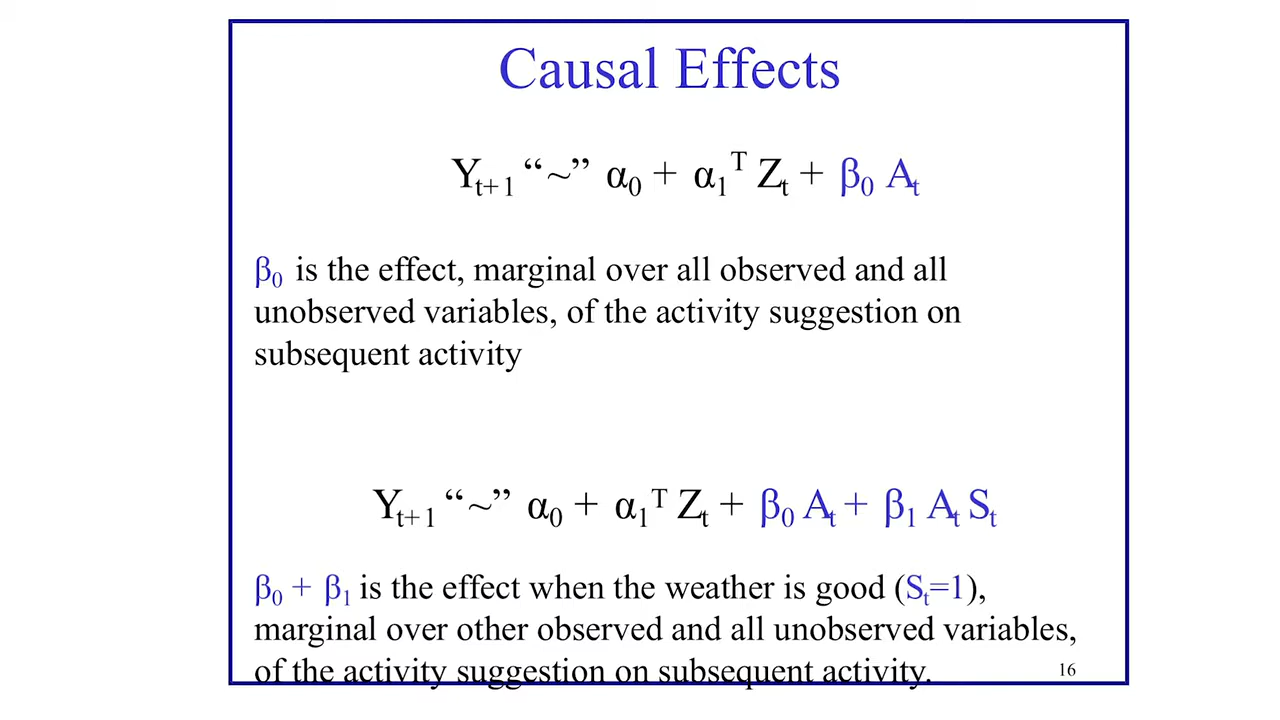 Causal Effects
Yₜ₊₁ “~” α₀ + α₁ᵀ Zₜ + β₀ Aₜ
β₀ is the effect, marginal over all observed and all
unobserved variables, of the activity suggestion on
subsequent activity
Yₜ₊₁ “~” α₀ + α₁ᵀ Zₜ + β₀ Aₜ + β₁ Aₜ Sₜ
β₀ + β₁ is the effect when the weather is good (Sₜ=1),
marginal over other observed and all unobserved variables,
of the activity suggestion on subsequent activity.
16